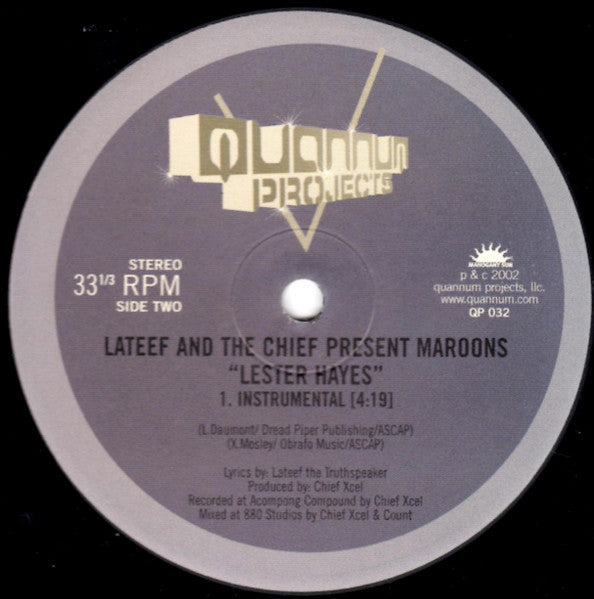 QUANNUM
PROJECTS
STEREO
33 1/3 RPM
SIDE TWO
MAHOGANY SUN
p & c 2002
quannum projects, llc.
www.quannum.com
QP 032
LATEEF AND THE CHIEF PRESENT MAROONS
“LESTER HAYES”
1. INSTRUMENTAL [4:19]
(L.Daumont/ Dread Piper Publishing/ASCAP)
(X.Mosley/ Obrafo Music/ASCAP)
Lyrics by: Lateef the Truthspeaker
Produced by: Chief Xcel
Recorded at Acompong Compound by Chief Xcel
Mixed at 880 Studios by Chief Xcel & Count